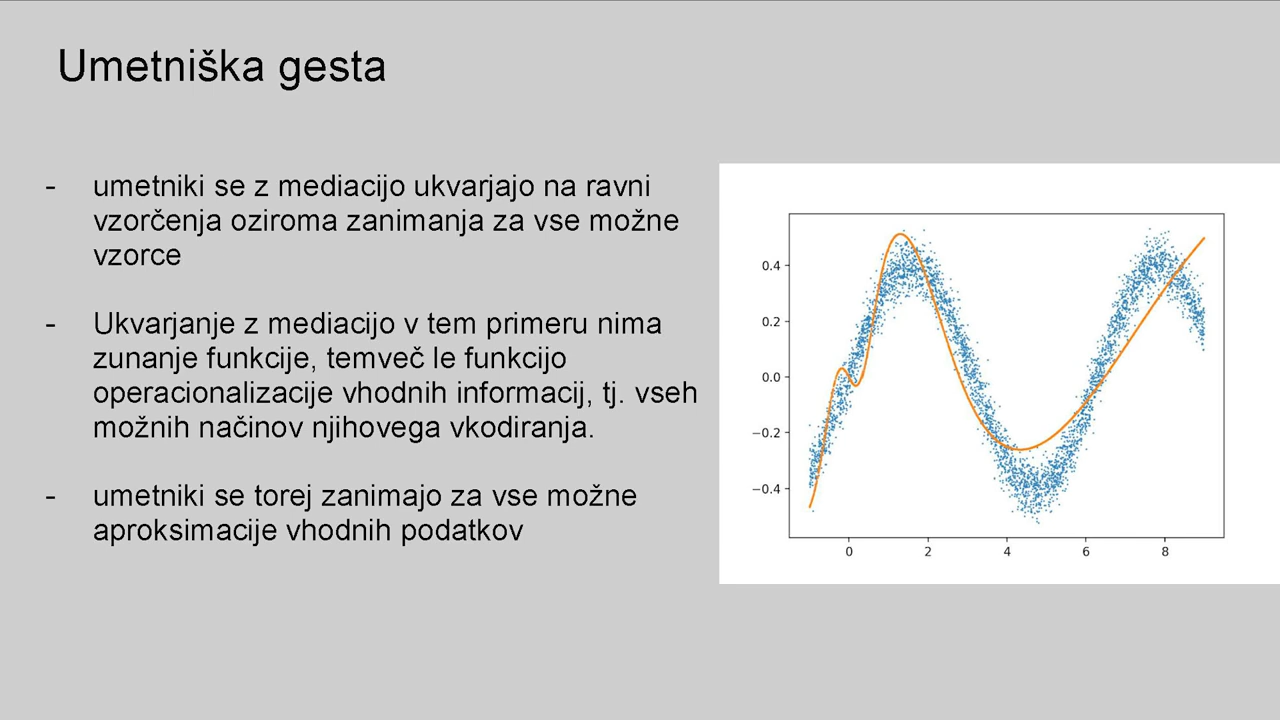 Umetniška gesta
- umetniki se z mediacijo ukvarjajo na ravni
vzorčenja oziroma zanimanja za vse možne
vzorce
- Ukvarjanje z mediacijo v tem primeru nima
zunanje funkcije, temveč le funkcijo
operacionalizacije vhodnih informacij, tj. vseh
možnih načinov njihovega vkodiranja.
- umetniki se torej zanimajo za vse možne
aproksimacije vhodnih podatkov
0.4
0.2
0.0
−0.2
−0.4
0 2 4 6 8